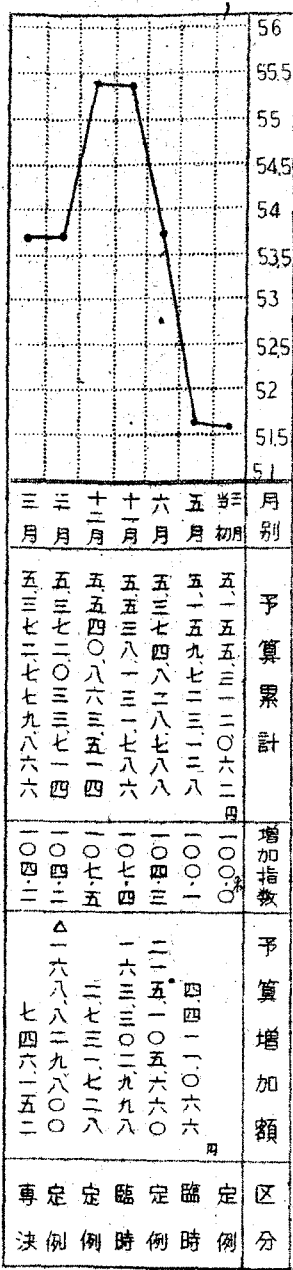 56
55.5
55
54.5
54
53.5
53
52.5
52
51.5
51
月別 予算累計 増加指数 予算増加額 区分
三月当初 五、一五五、三一二、〇六二円 一〇〇・〇% 定例
五月 五、一五九、七二三、一二八 一〇〇・一 四、四一一、〇六六円 臨時
六月 五、三七四、八二八、七八八 一〇四・三 二一五、一〇五、六六〇 定例
十一月 五、五三八、一三一、七八六 一〇七・四 一六三、三〇二、九九八 臨時
十二月 五、五四〇、八六三、五一四 一〇七・五 二、七三一、七二八 定例
二月 五、三七二、〇三三、七一四 一〇四・二 △一六八、八二九、八〇〇 定例
三月 五、三七二、七七九、八六六 一〇四・二 七四六、一五二 専決